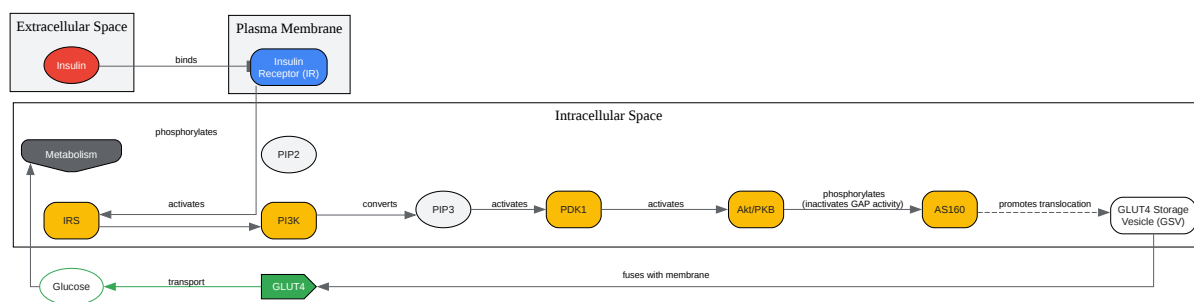 Extracellular Space
Plasma Membrane
Insulin
binds
Insulin
Receptor (IR)
Intracellular Space
phosphorylates
Metabolism
PIP2
IRS
activates
PI3K
converts
PIP3
activates
PDK1
activates
Akt/PKB
phosphorylates
(inactivates GAP activity)
AS160
promotes translocation
GLUT4 Storage
Vesicle (GSV)
Glucose
transport
GLUT4
fuses with membrane